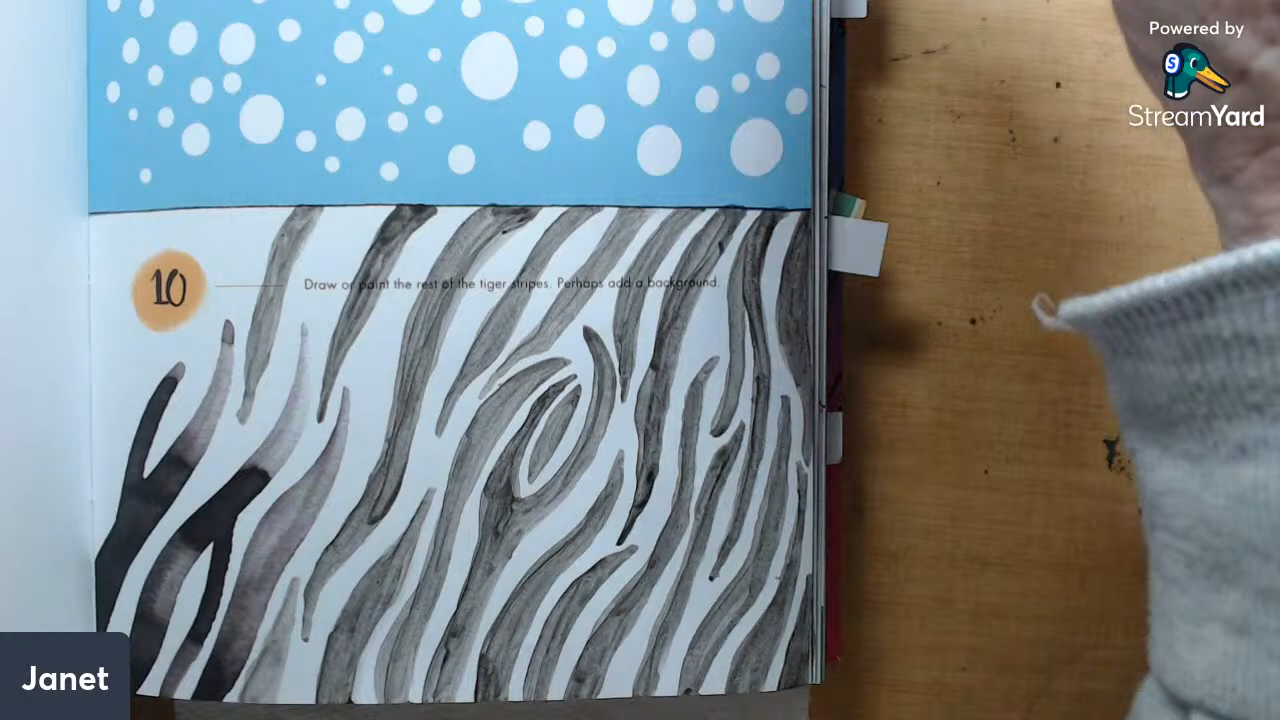 Powered by
StreamYard
10
Draw or paint the rest of the tiger stripes. Perhaps add a background.
Janet